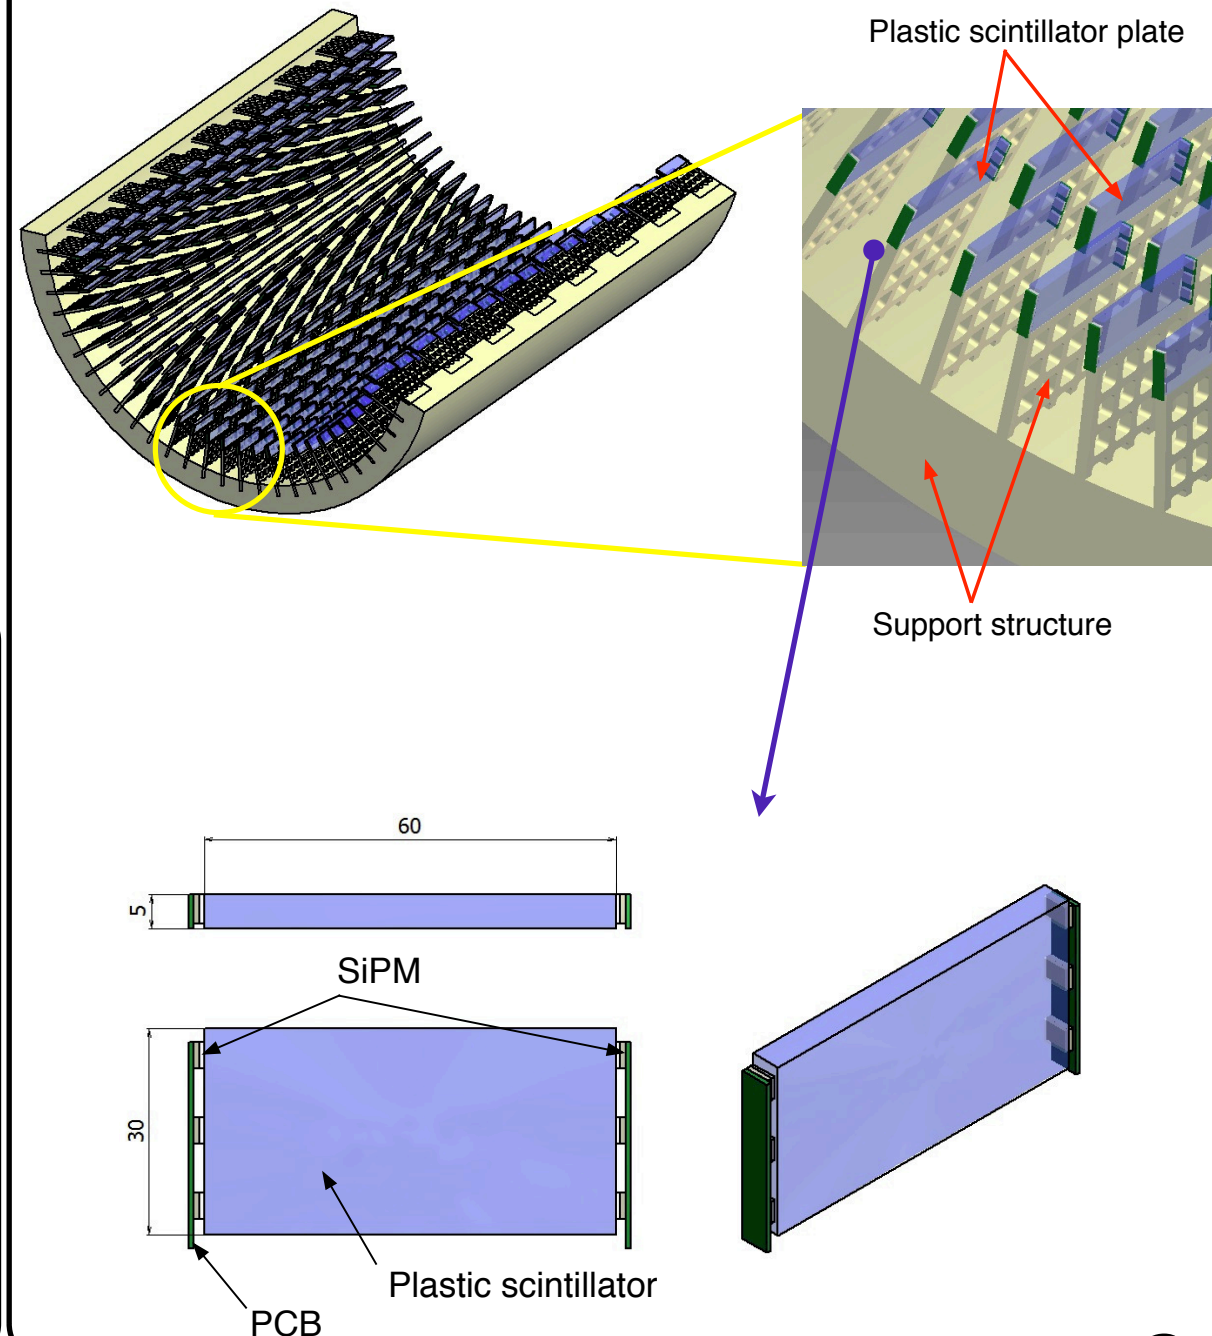 Plastic scintillator plate
Support structure
60
5
SiPM
30
Plastic scintillator
PCB